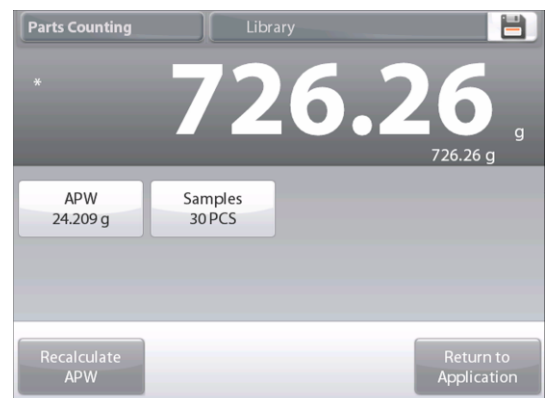 Parts Counting
Library
*
726.26
g
726.26 g
APW
24.209 g
Samples
30 PCS
Recalculate
APW
Return to
Application